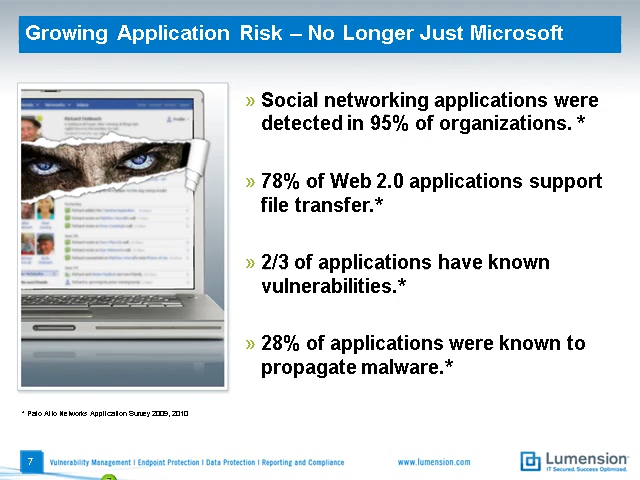 Growing Application Risk – No Longer Just Microsoft
» Social networking applications were
detected in 95% of organizations. *
» 78% of Web 2.0 applications support
file transfer.*
» 2/3 of applications have known
vulnerabilities.*
» 28% of applications were known to
propagate malware.*
* Palo Alto Networks Application Survey 2009, 2010
7
Vulnerability Management | Endpoint Protection | Data Protection | Reporting and Compliance
www.lumension.com
Lumension
IT Secured. Success Optimized.